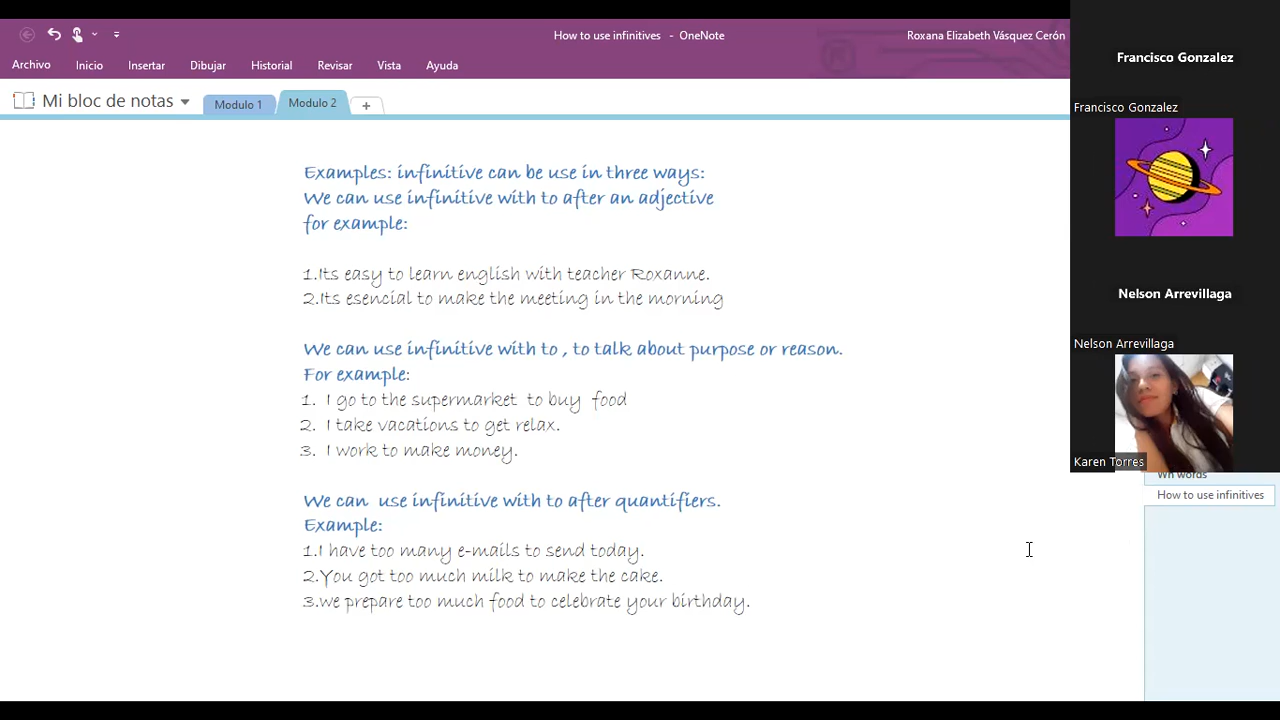 How to use infinitives - OneNote
Roxana Elizabeth Vásquez Cerón
Archivo Inicio Insertar Dibujar Historial Revisar Vista Ayuda
Mi bloc de notas Modulo 1 Modulo 2 +
Examples: infinitive can be use in three ways:
We can use infinitive with to after an adjective
for example:
1.Its easy to learn english with teacher Roxanne.
2.Its esencial to make the meeting in the morning
We can use infinitive with to , to talk about purpose or reason.
For example:
1. I go to the supermarket to buy food
2. I take vacations to get relax.
3. I work to make money.
We can use infinitive with to after quantifiers.
Example:
1.I have too many e-mails to send today.
2.You got too much milk to make the cake.
3.we prepare too much food to celebrate your birthday.
Francisco Gonzalez
Francisco Gonzalez
Nelson Arrevillaga
Nelson Arrevillaga
Karen Torres
Wh words
How to use infinitives